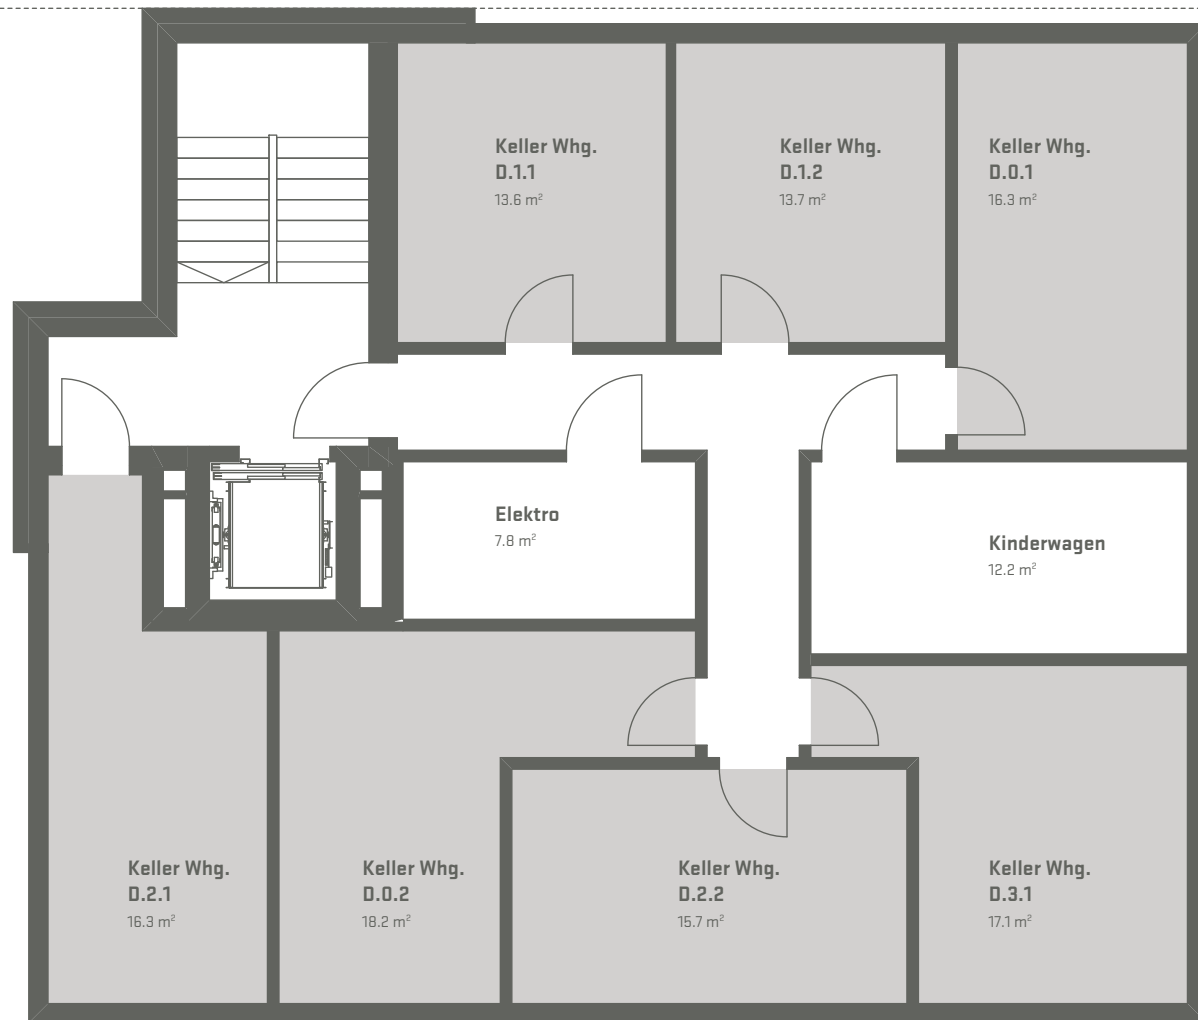 Keller Whg.
D.1.1
13.6 m²
Keller Whg.
D.1.2
13.7 m²
Keller Whg.
D.0.1
16.3 m²
Elektro
7.8 m²
Kinderwagen
12.2 m²
Keller Whg.
D.2.1
16.3 m²
Keller Whg.
D.0.2
18.2 m²
Keller Whg.
D.2.2
15.7 m²
Keller Whg.
D.3.1
17.1 m²